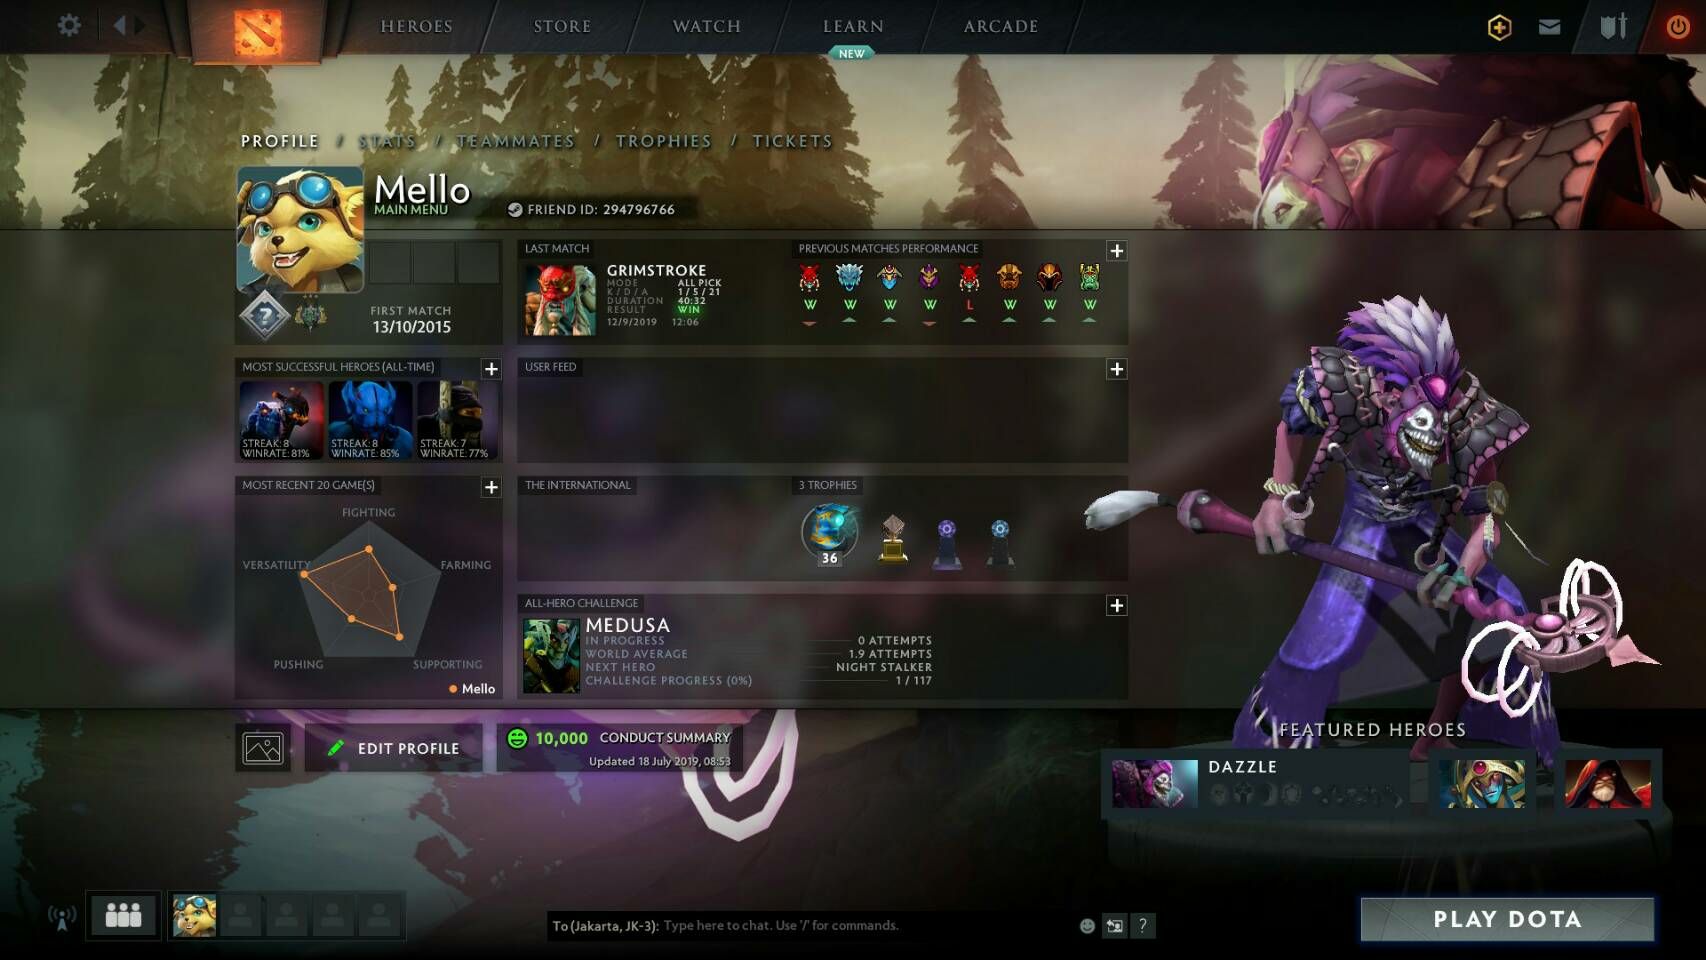 HEROES STORE WATCH LEARN ARCADE
NEW
PROFILE / STATS / TEAMMATES / TROPHIES / TICKETS
Mello
MAIN MENU
FRIEND ID: 294796766
FIRST MATCH
13/10/2015
LAST MATCH
GRIMSTROKE
MODE ALL PICK
K / D / A 1 / 5 / 21
DURATION 40:32
RESULT WIN
12/9/2019 12:06
PREVIOUS MATCHES PERFORMANCE
W W W W L W W W
MOST SUCCESSFUL HEROES (ALL-TIME)
STREAK: 8 STREAK: 8 STREAK: 7
WINRATE: 81% WINRATE: 85% WINRATE: 77%
USER FEED
MOST RECENT 20 GAME(S)
FIGHTING
VERSATILITY FARMING
PUSHING SUPPORTING
Mello
THE INTERNATIONAL
3 TROPHIES
36
ALL-HERO CHALLENGE
MEDUSA
IN PROGRESS 0 ATTEMPTS
WORLD AVERAGE 1.9 ATTEMPTS
NEXT HERO NIGHT STALKER
CHALLENGE PROGRESS (0%) 1 / 117
EDIT PROFILE
10,000 CONDUCT SUMMARY
Updated 18 July 2019, 08:53
FEATURED HEROES
DAZZLE
To (Jakarta, JK-3): Type here to chat. Use '/' for commands.
?
PLAY DOTA